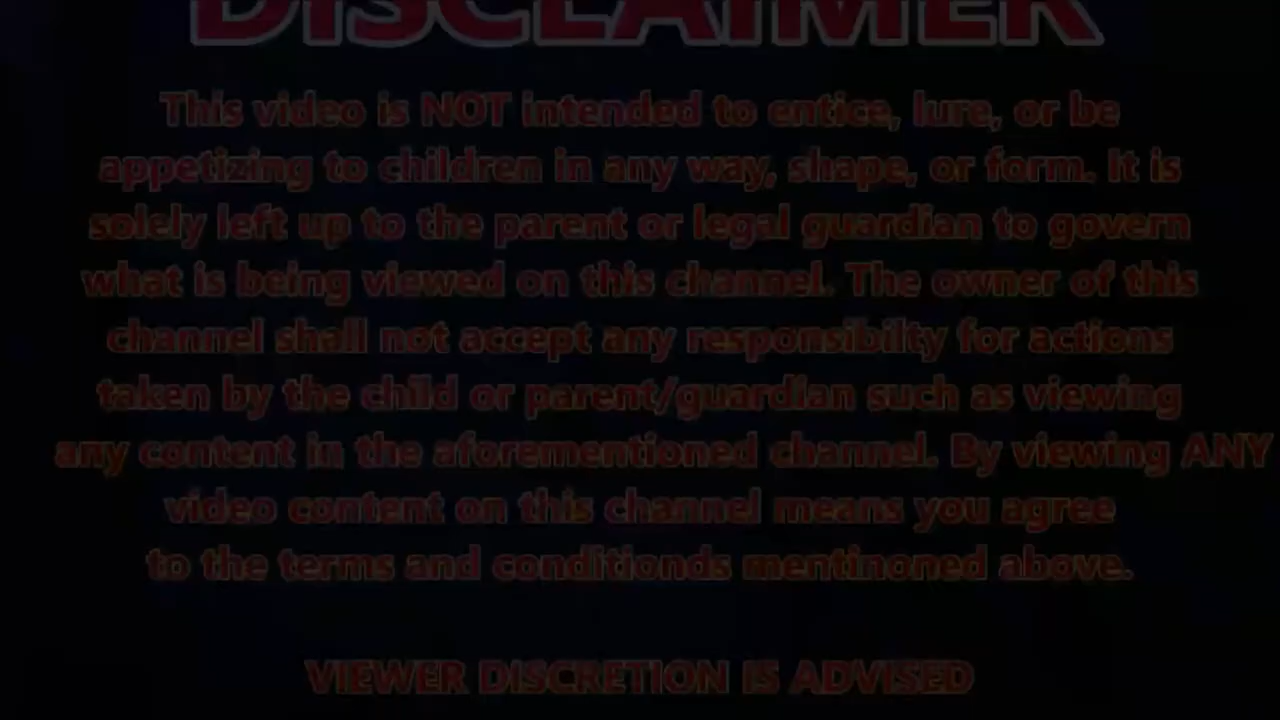 DISCLAIMER
This video is NOT intended to entice, lure, or be
appetizing to children in any way, shape, or form. It is
solely left up to the parent or legal guardian to govern
what is being viewed on this channel. The owner of this
channel shall not accept any responsibilty for actions
taken by the child or parent/guardian such as viewing
any content in the aforementioned channel. By viewing ANY
video content on this channel means you agree
to the terms and conditionds mentinoned above.
VIEWER DISCRETION IS ADVISED